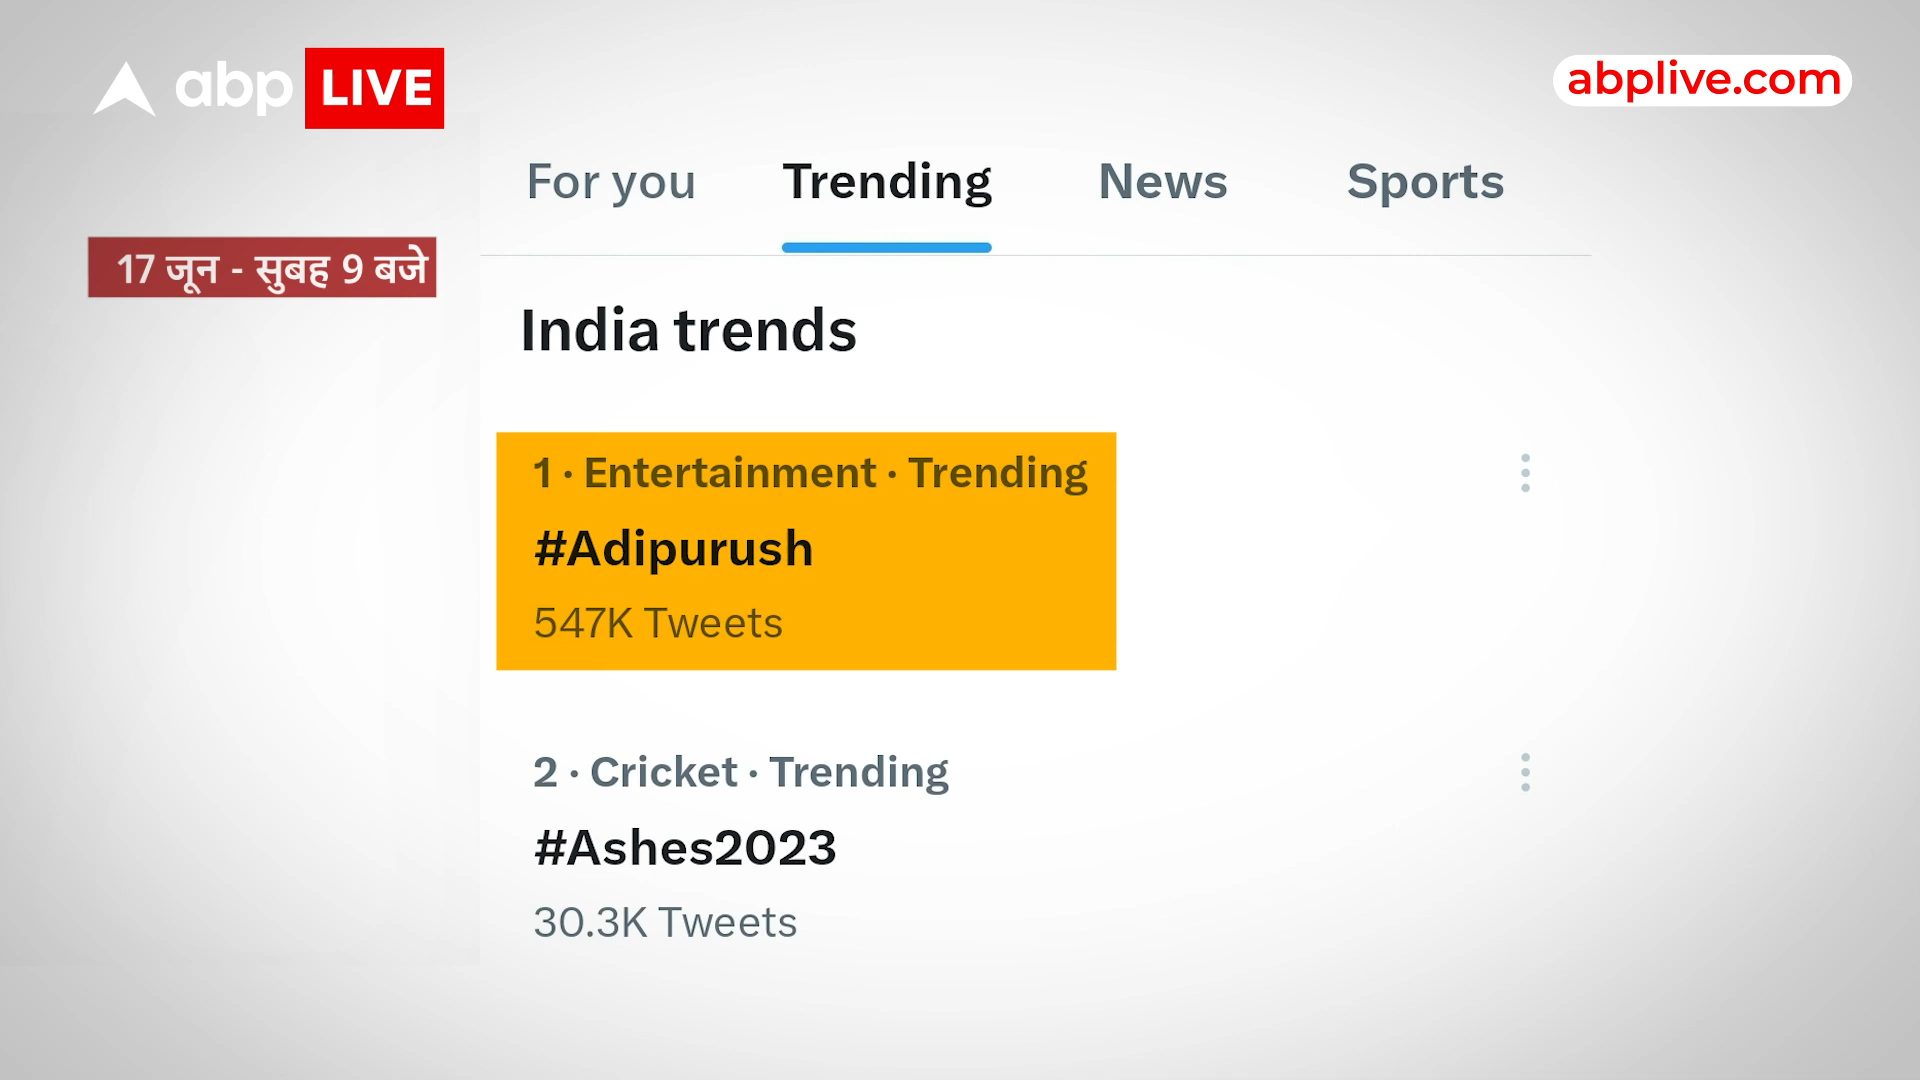 abp LIVE
abplive.com
For you Trending News Sports
17 जून - सुबह 9 बजे
India trends
1 · Entertainment · Trending
#Adipurush
547K Tweets
2 · Cricket · Trending
#Ashes2023
30.3K Tweets